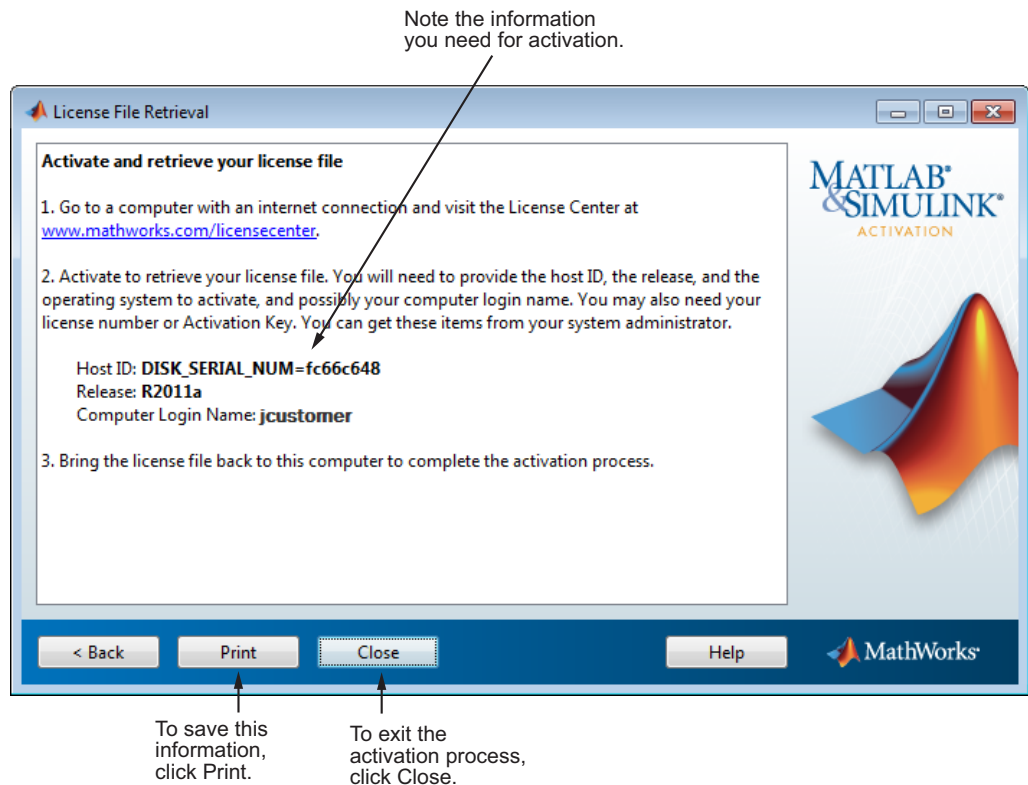 Note the information
you need for activation.
License File Retrieval
Activate and retrieve your license file
1. Go to a computer with an internet connection and visit the License Center at
www.mathworks.com/licensecenter.
2. Activate to retrieve your license file. You will need to provide the host ID, the release, and the
operating system to activate, and possibly your computer login name. You may also need your
license number or Activation Key. You can get these items from your system administrator.
Host ID: DISK_SERIAL_NUM=fc66c648
Release: R2011a
Computer Login Name: jcustomer
3. Bring the license file back to this computer to complete the activation process.
MATLAB®
&SIMULINK®
ACTIVATION
< Back
Print
Close
Help
MathWorks®
To save this
information,
click Print.
To exit the
activation process,
click Close.